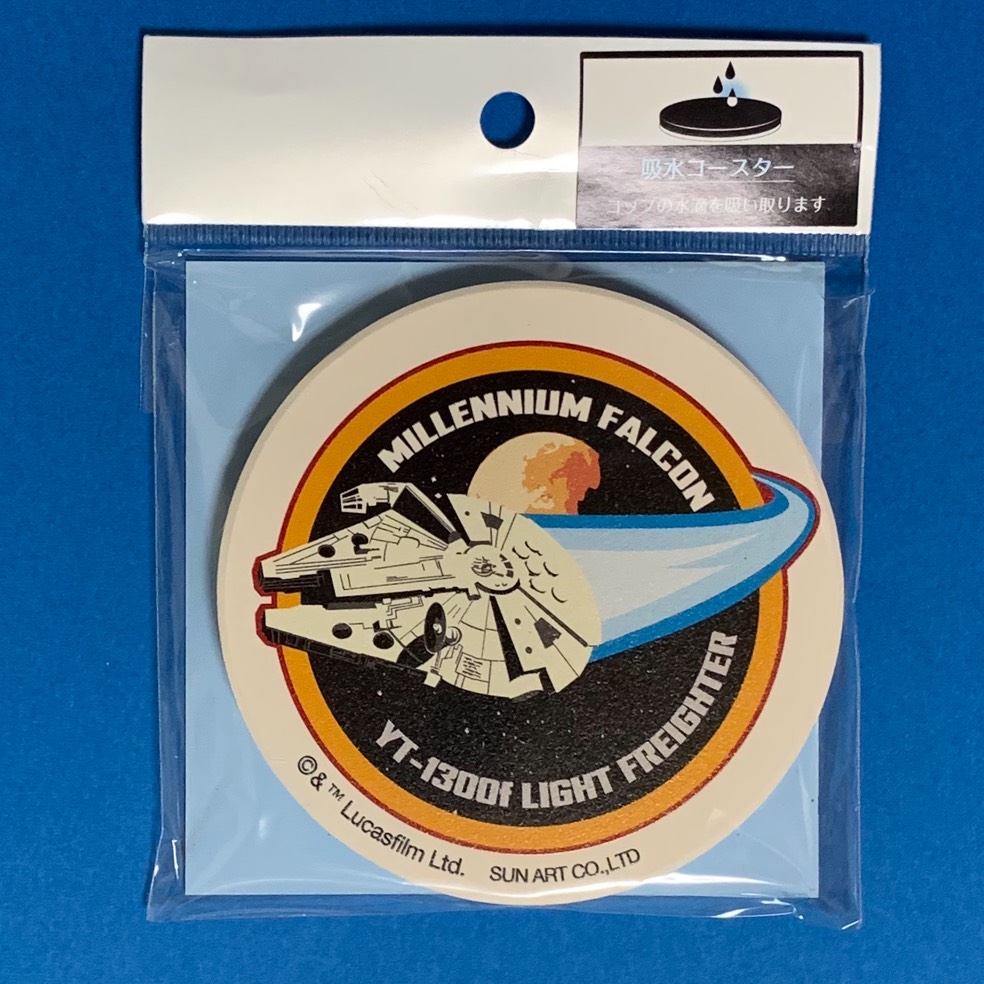 吸水コースター
コップの水滴を吸い取ります
MILLENNIUM FALCON
YT-1300f LIGHT FREIGHTER
©& ™ Lucasfilm Ltd. SUN ART CO.,LTD